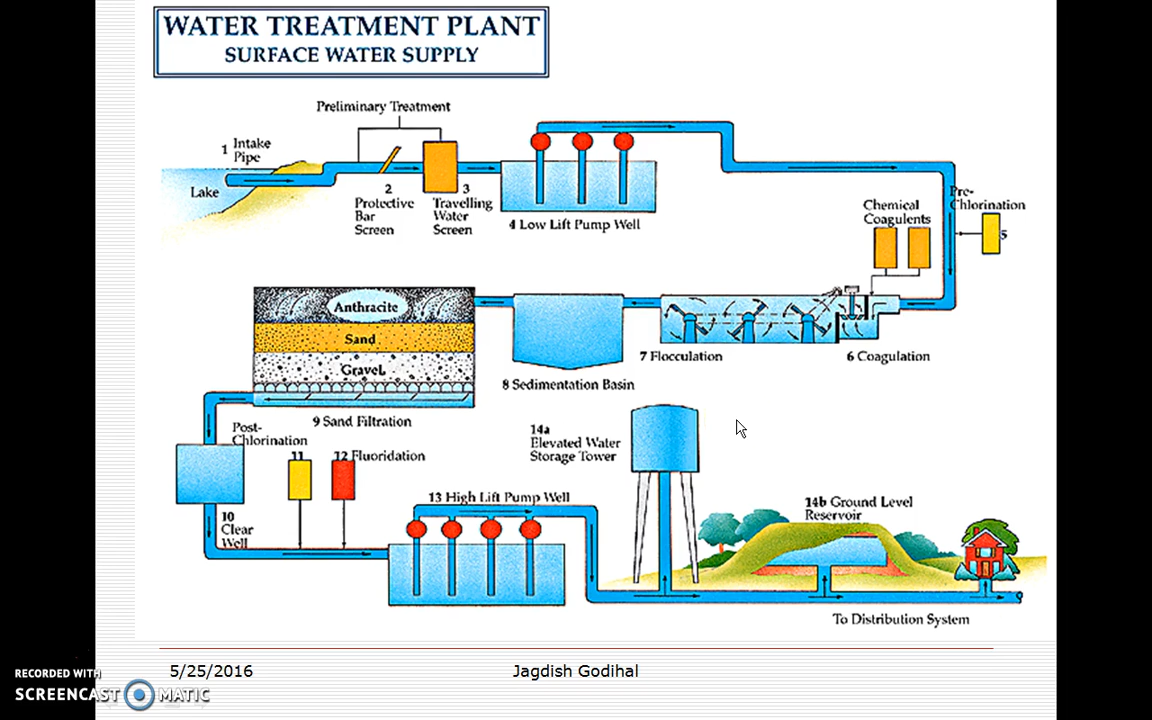 WATER TREATMENT PLANT
SURFACE WATER SUPPLY
Preliminary Treatment
1 Intake
Pipe
Lake
2
Protective
Bar
Screen
3
Travelling
Water
Screen
4 Low Lift Pump Well
Chemical
Coagulents
Pre-
Chlorination
5
6 Coagulation
7 Flocculation
8 Sedimentation Basin
Anthracite
Sand
Gravel
9 Sand Filtration
Post-
Chlorination
11
12 Fluoridation
10
Clear
Well
13 High Lift Pump Well
14a
Elevated Water
Storage Tower
14b Ground Level
Reservoir
To Distribution System
5/25/2016
Jagdish Godihal
RECORDED WITH
SCREENCAST MATIC